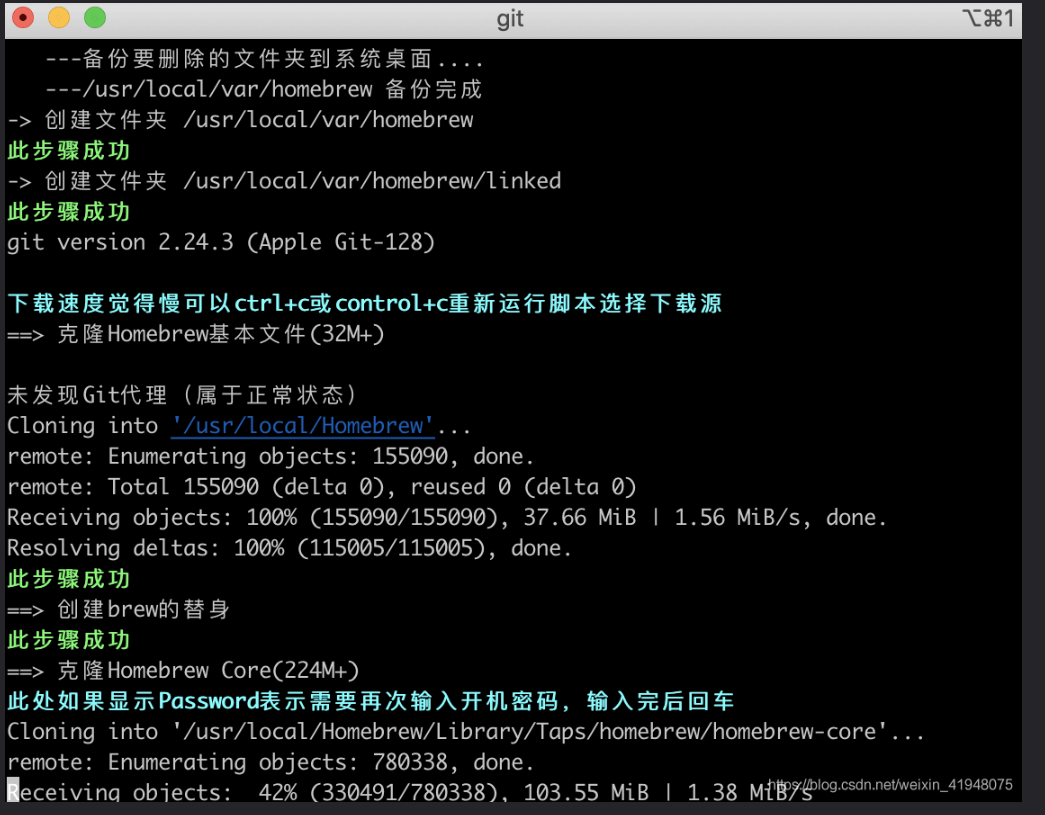 git
⌥⌘1
---备份要删除的文件夹到系统桌面....
---/usr/local/var/homebrew 备份完成
-> 创建文件夹 /usr/local/var/homebrew
此步骤成功
-> 创建文件夹 /usr/local/var/homebrew/linked
此步骤成功
git version 2.24.3 (Apple Git-128)
下载速度觉得慢可以ctrl+c或control+c重新运行脚本选择下载源
==> 克隆Homebrew基本文件(32M+)
未发现Git代理（属于正常状态）
Cloning into '/usr/local/Homebrew'...
remote: Enumerating objects: 155090, done.
remote: Total 155090 (delta 0), reused 0 (delta 0)
Receiving objects: 100% (155090/155090), 37.66 MiB | 1.56 MiB/s, done.
Resolving deltas: 100% (115005/115005), done.
此步骤成功
==> 创建brew的替身
此步骤成功
==> 克隆Homebrew Core(224M+)
此处如果显示Password表示需要再次输入开机密码，输入完后回车
Cloning into '/usr/local/Homebrew/Library/Taps/homebrew/homebrew-core'...
remote: Enumerating objects: 780338, done.
Receiving objects:  42% (330491/780338), 103.55 MiB | 1.38 MiB/s
https://blog.csdn.net/weixin_41948075